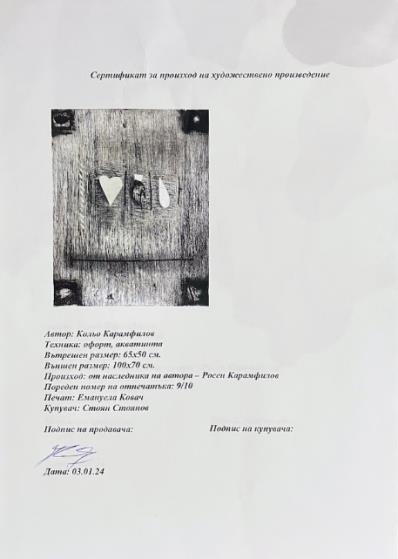 Сертификат за произход на художествено произведение
Автор: Кольо Карамфилов
Техника: офорт, акватинта
Вътрешен размер: 65x50 см.
Външен размер: 100x70 см.
Произход: от наследника на автора – Росен Карамфилов
Пореден номер на отпечатъка: 9/10
Печат: Емануела Ковач
Купувач: Стоян Стоянов
Подпис на продавача: Подпис на купувача:
Дата: 03.01.24